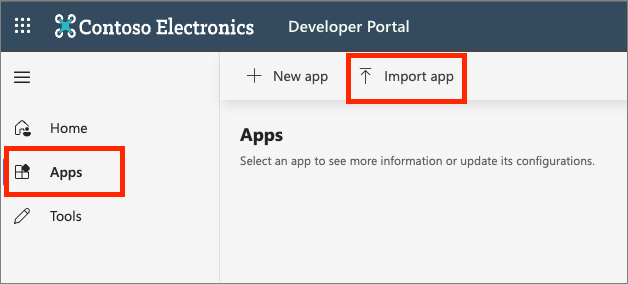 Contoso Electronics Developer Portal
New app Import app
Home
Apps
Tools
Apps
Select an app to see more information or update its configurations.